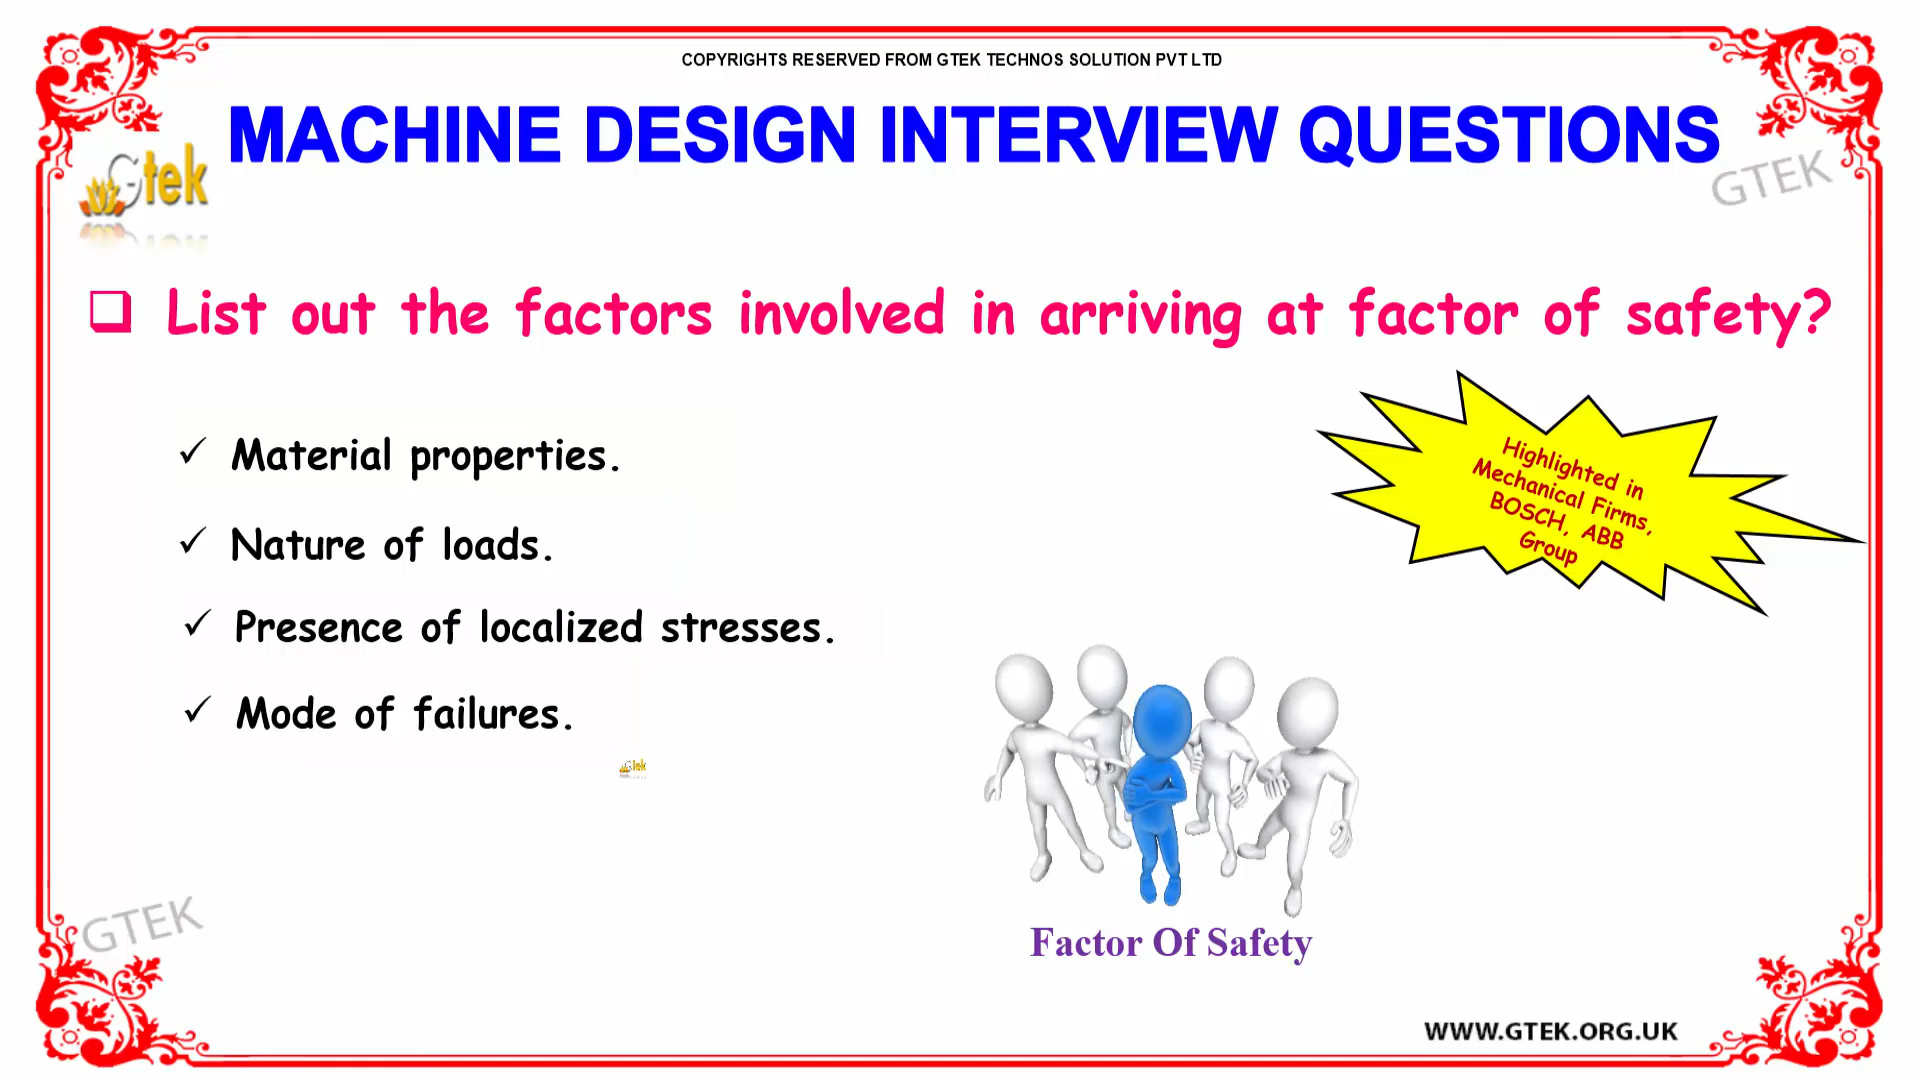 COPYRIGHTS RESERVED FROM GTEK TECHNOS SOLUTION PVT LTD
MACHINE DESIGN INTERVIEW QUESTIONS
Gtek
GTEK
List out the factors involved in arriving at factor of safety?
Material properties.
Nature of loads.
Presence of localized stresses.
Mode of failures.
Highlighted in
Mechanical Firms,
BOSCH, ABB
Group
Gtek
Factor Of Safety
GTEK
WWW.GTEK.ORG.UK